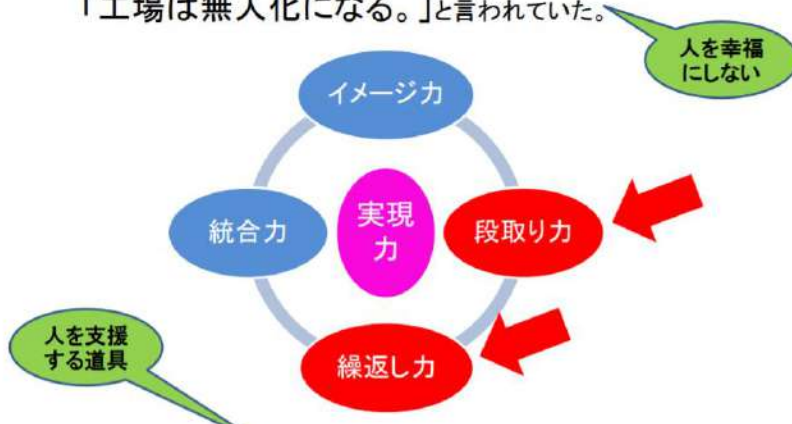 「工場は無人化になる。」と言われていた。
人を幸福
にしない
イメージ力
統合力
実現
力
段取り力
人を支援
する道具
繰返し力